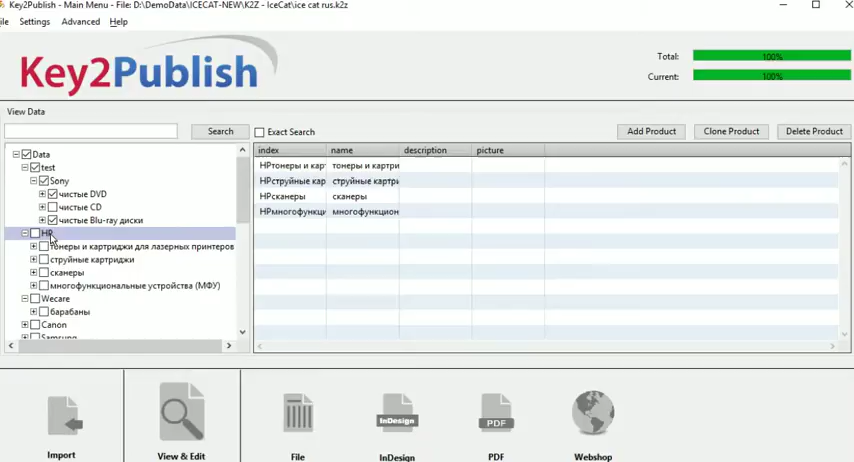 Key2Publish - Main Menu - File: D:\DemoData\ICECAT-NEW\K2Z - IceCat\ice cat rus.k2z
ile Settings Advanced Help
Key2Publish
Total: 100%
Current: 100%
View Data
Search Exact Search Add Product Clone Product Delete Product
Data
test
Sony
чистые DVD
чистые CD
чистые Blu-ray диски
HP
тонеры и картриджи для лазерных принтеров
струйные картриджи
сканеры
многофункциональные устройства (МФУ)
Wecare
барабаны
Canon
Samsung
index name description picture
HPтонеры и карт тонеры и картри
HPструйные кар струйные картри
HPсканеры сканеры
HPмногофункци многофункцион
Import View & Edit File InDesign PDF Webshop
InDesign
PDF